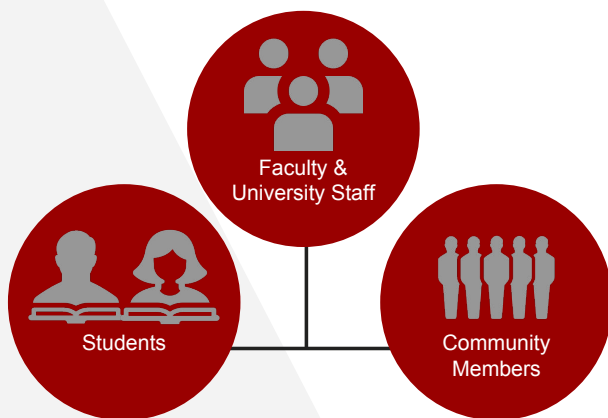 Faculty &
University Staff
Students
Community
Members